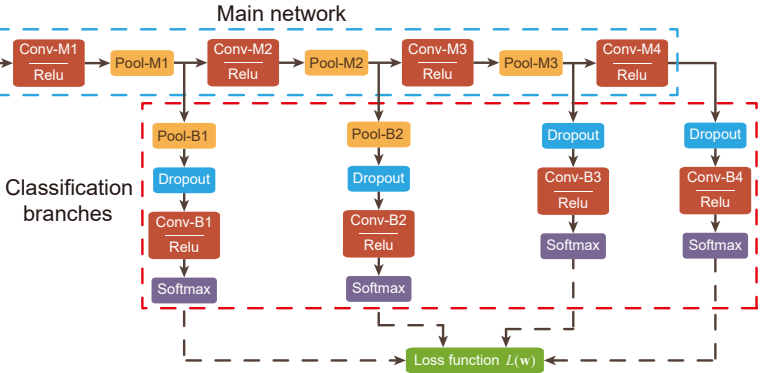 Main network
Conv-M1
Relu
Pool-M1
Conv-M2
Relu
Pool-M2
Conv-M3
Relu
Pool-M3
Conv-M4
Relu
Classification
branches
Pool-B1
Dropout
Conv-B1
Relu
Softmax
Pool-B2
Dropout
Conv-B2
Relu
Softmax
Dropout
Conv-B3
Relu
Softmax
Dropout
Conv-B4
Relu
Softmax
Loss function L(w)